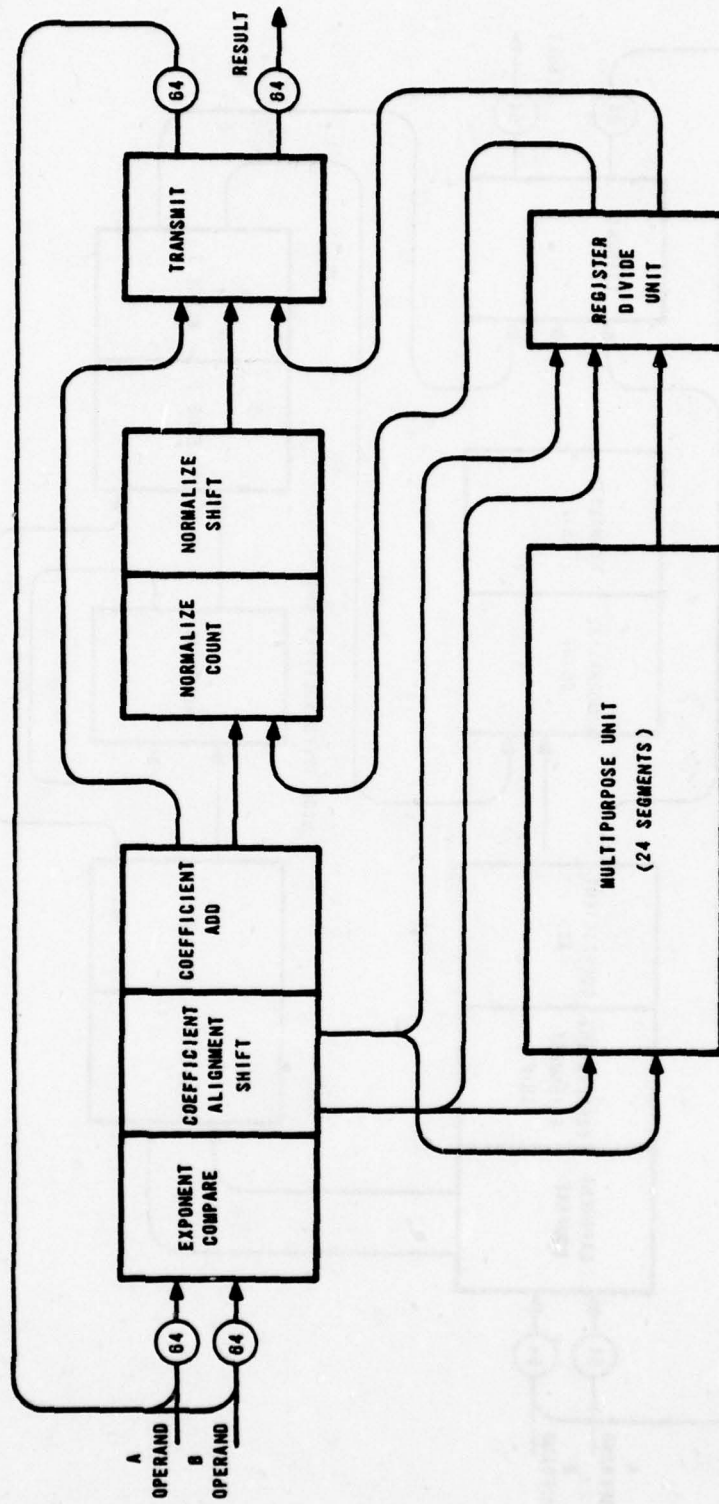 A
OPERAND
B
OPERAND
64
64
EXPONENT
COMPARE
COEFFICIENT
ALIGNMENT
SHIFT
COEFFICIENT
ADD
NORMALIZE
COUNT
NORMALIZE
SHIFT
TRANSMIT
64
64
RESULT
MULTIPURPOSE UNIT
(24 SEGMENTS)
REGISTER
DIVIDE
UNIT